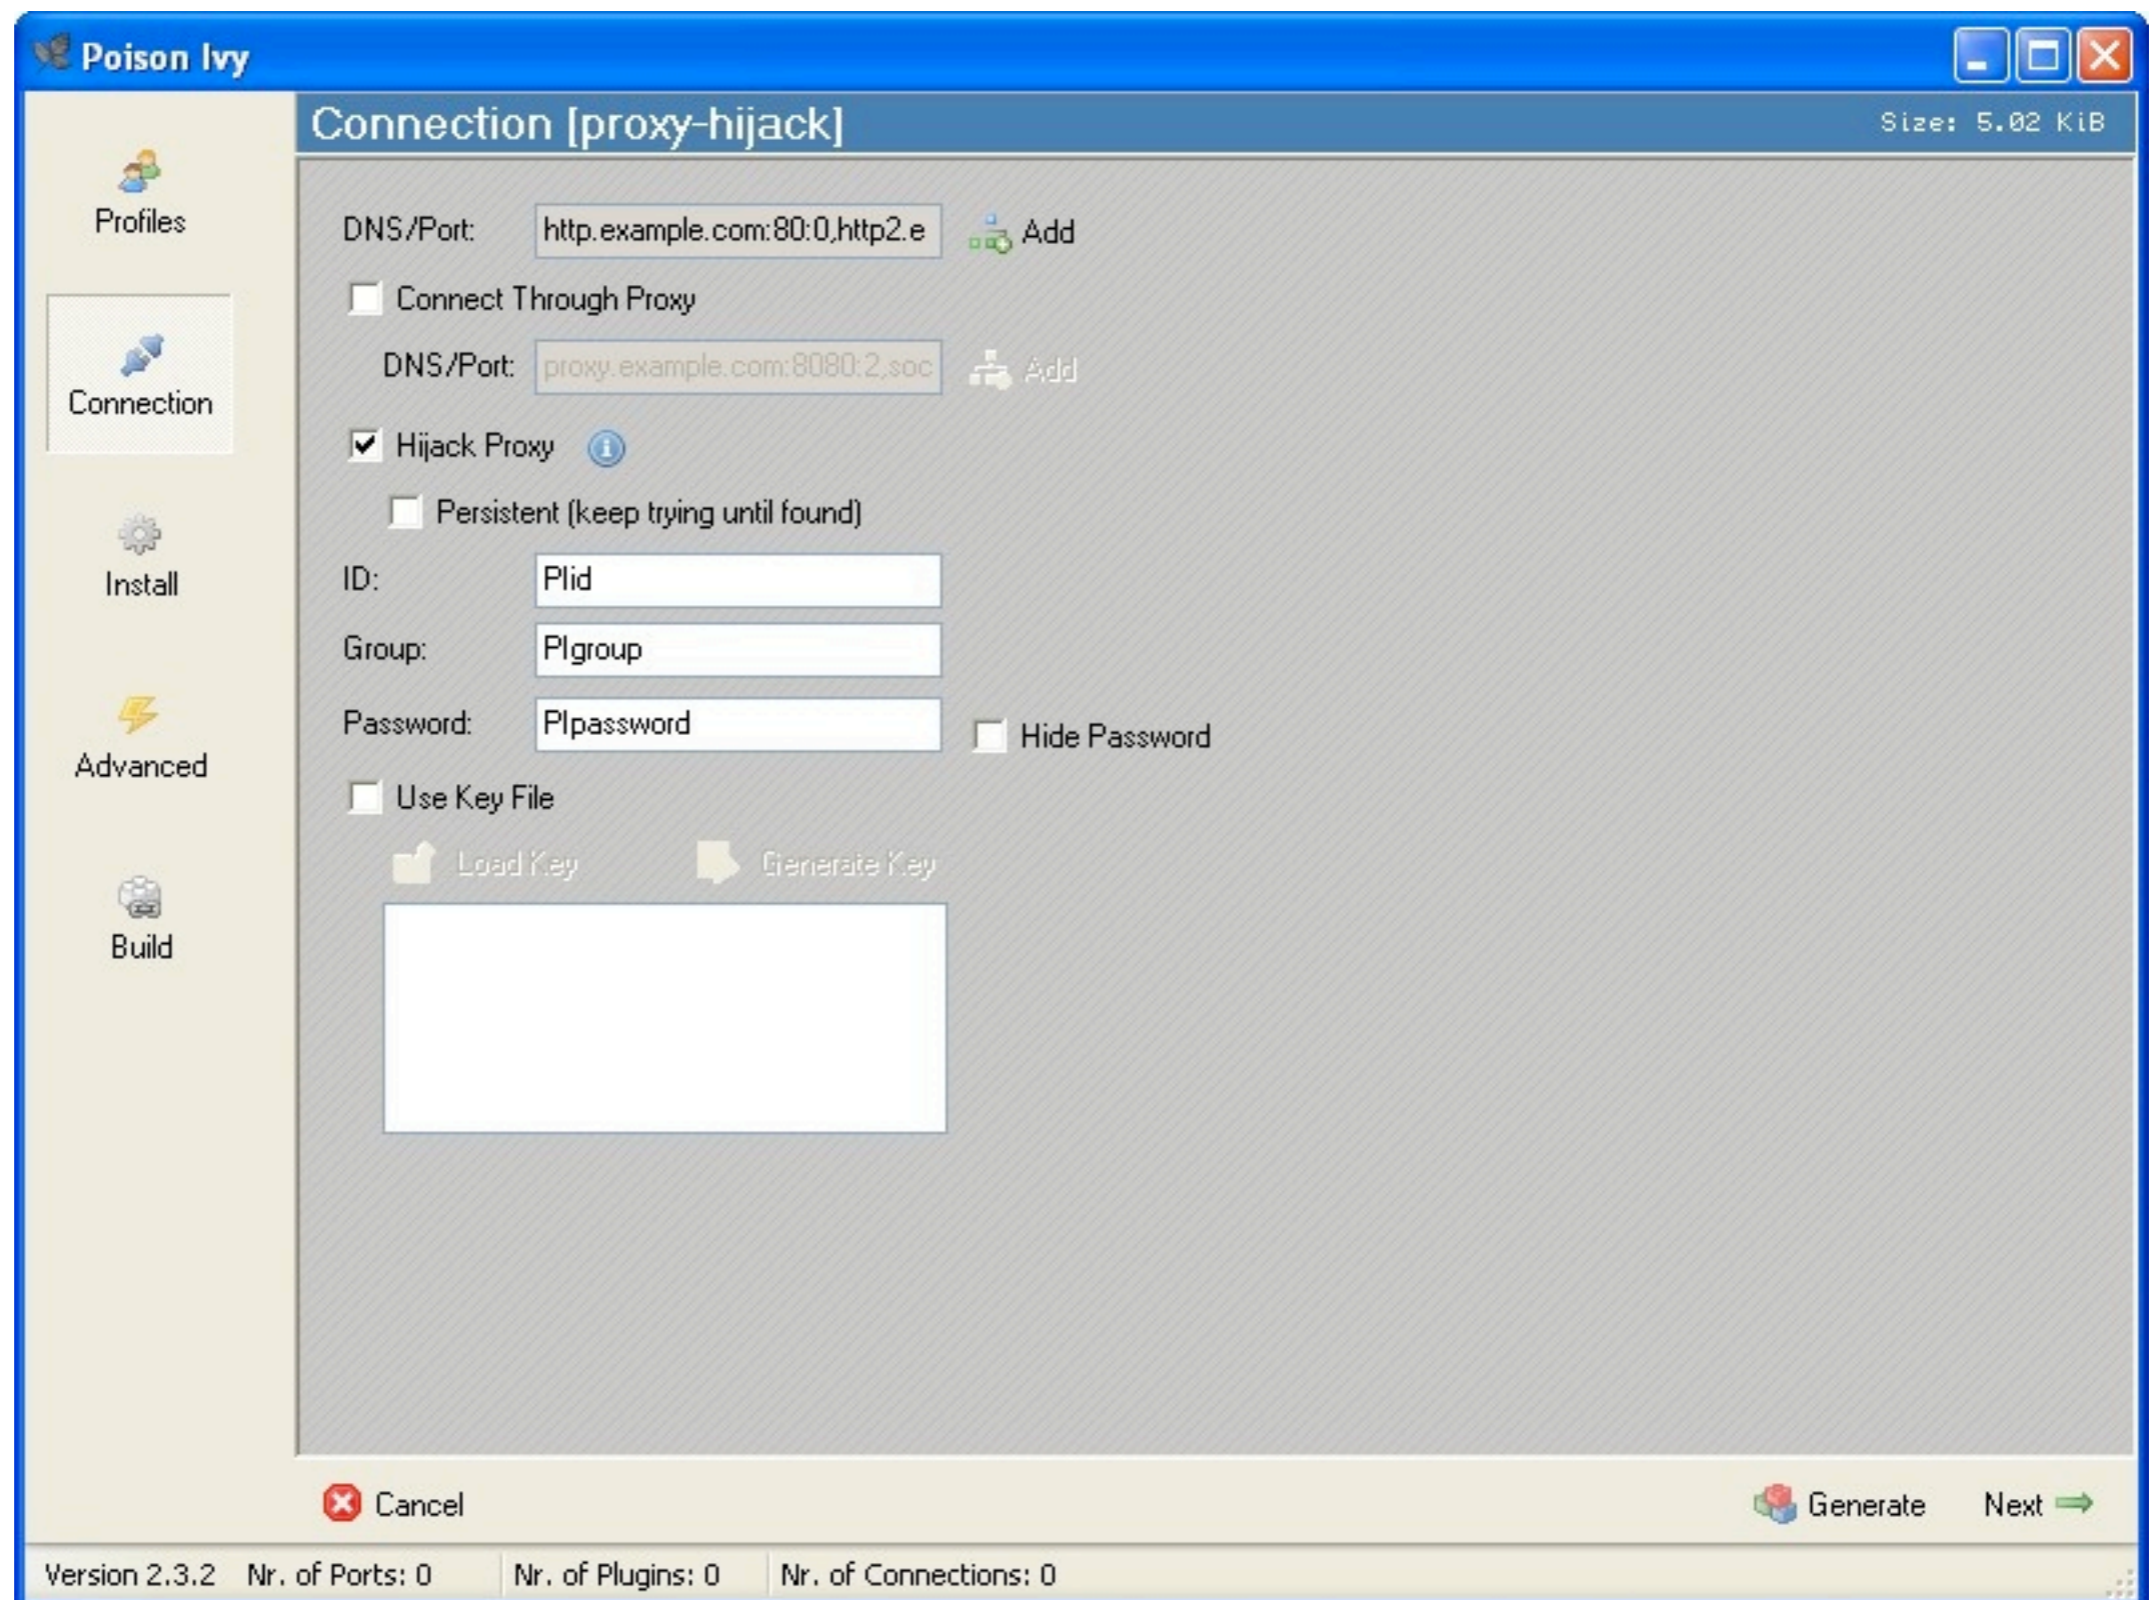 Poison Ivy
Connection [proxy-hijack]
Size: 5.02 KiB
Profiles
Connection
Install
Advanced
Build
DNS/Port: http.example.com:80:0,http2.e Add
Connect Through Proxy
DNS/Port: proxy.example.com:8080:2,soc Add
Hijack Proxy
Persistent (keep trying until found)
ID: PIid
Group: PIgroup
Password: PIpassword Hide Password
Use Key File
Load Key Generate Key
Cancel Generate Next
Version 2.3.2 Nr. of Ports: 0 Nr. of Plugins: 0 Nr. of Connections: 0